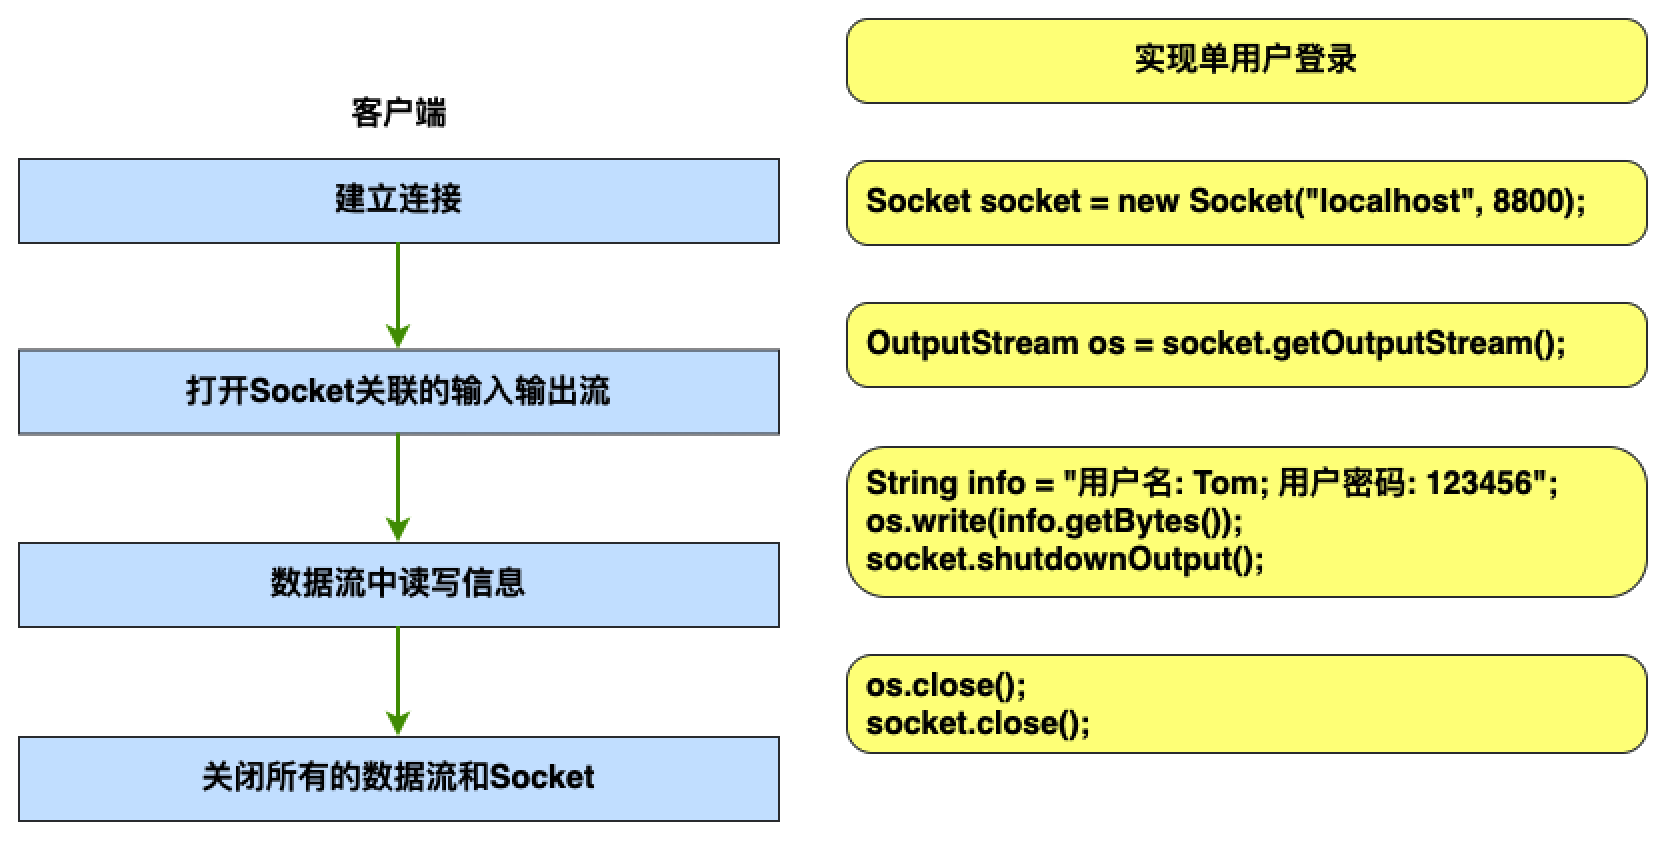 客户端
建立连接
打开Socket关联的输入输出流
数据流中读写信息
关闭所有的数据流和Socket
实现单用户登录
Socket socket = new Socket("localhost", 8800);
OutputStream os = socket.getOutputStream();
String info = "用户名: Tom; 用户密码: 123456";
os.write(info.getBytes());
socket.shutdownOutput();
os.close();
socket.close();